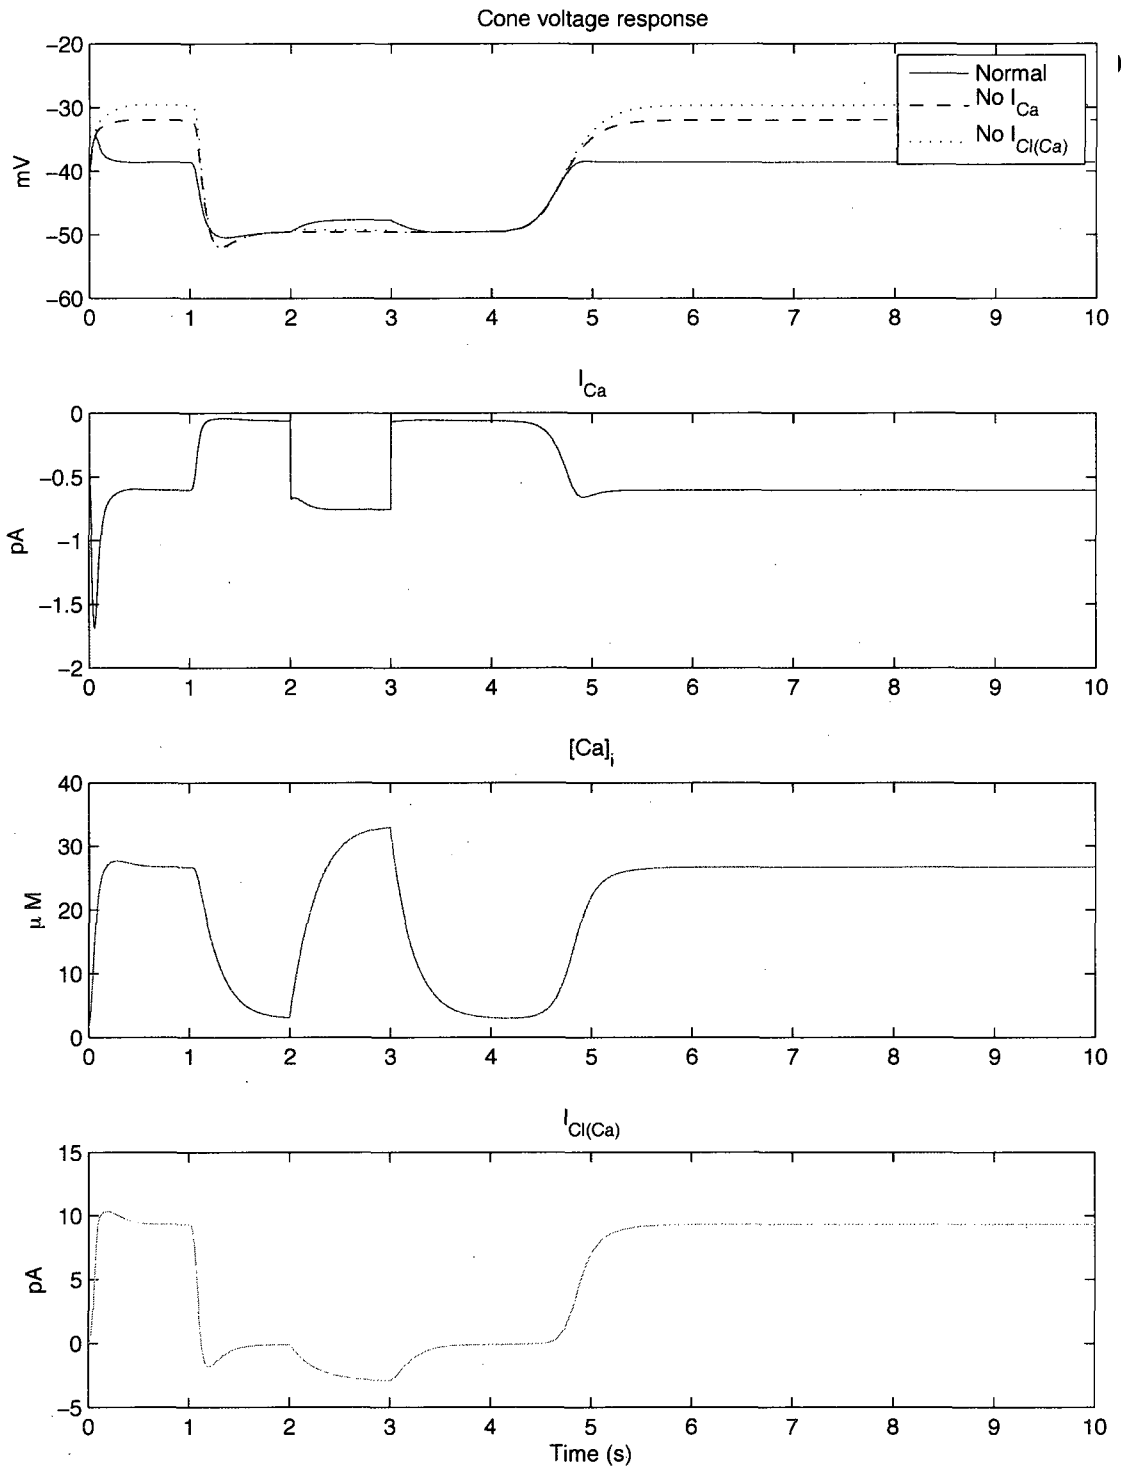 Cone voltage response
−20
−30
−40
−50
−60
mV
Normal
No I_Ca
No I_Cl(Ca)
0 1 2 3 4 5 6 7 8 9 10
I_Ca
0
−0.5
−1
−1.5
−2
pA
0 1 2 3 4 5 6 7 8 9 10
[Ca]_i
40
30
20
10
0
μ M
0 1 2 3 4 5 6 7 8 9 10
I_Cl(Ca)
15
10
5
0
−5
pA
0 1 2 3 4 5 6 7 8 9 10
Time (s)